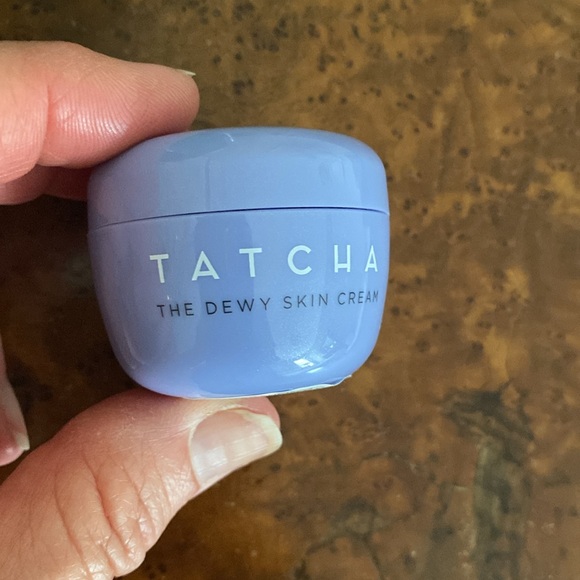 TATCHA
THE DEWY SKIN CREAM